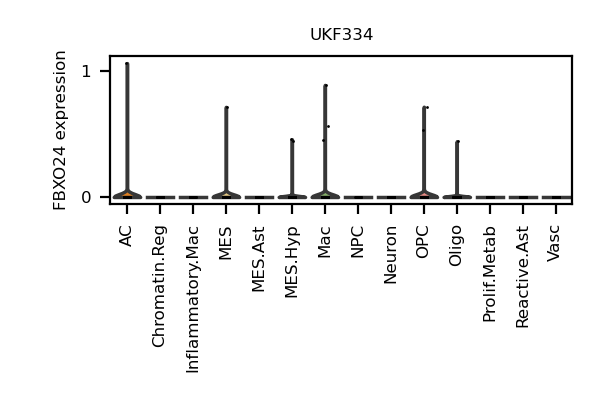 UKF334
FBXO24 expression
1
0
AC
Chromatin.Reg
Inflammatory.Mac
MES
MES.Ast
MES.Hyp
Mac
NPC
Neuron
OPC
Oligo
Prolif.Metab
Reactive.Ast
Vasc